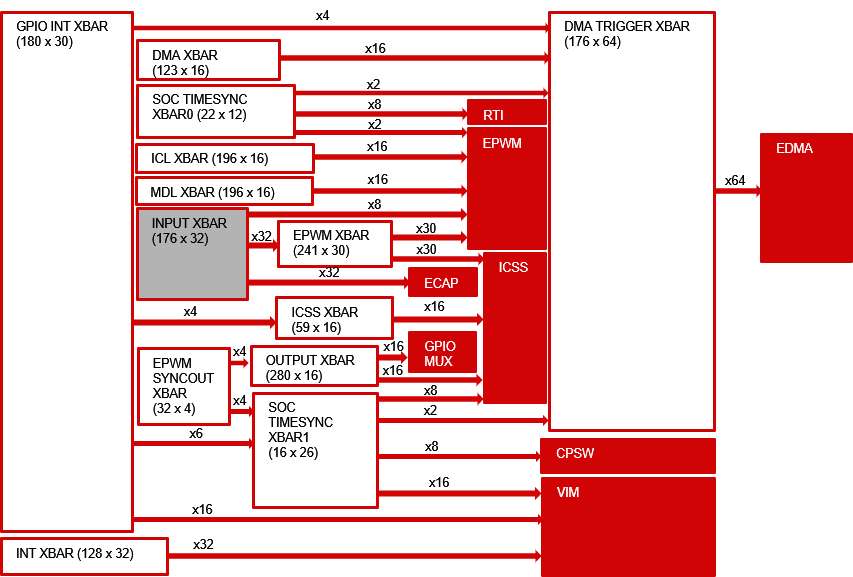 GPIO INT XBAR
(180 x 30)
x4
DMA TRIGGER XBAR
(176 x 64)
DMA XBAR
(123 x 16)
x16
SOC TIMESYNC
XBAR0 (22 x 12)
x2
x8
x2
RTI
EPWM
ICL XBAR (196 x 16)
x16
MDL XBAR (196 x 16)
x16
EDMA
x64
INPUT XBAR
(176 x 32)
x8
x32
EPWM XBAR
(241 x 30)
x30
x30
ICSS
x32
ECAP
x4
ICSS XBAR
(59 x 16)
x16
EPWM
SYNCOUT
XBAR
(32 x 4)
x4
OUTPUT XBAR
(280 x 16)
x16
GPIO
MUX
x16
x4
SOC
TIMESYNC
XBAR1
(16 x 26)
x8
x2
x6
x8
CPSW
x16
VIM
x16
INT XBAR (128 x 32)
x32